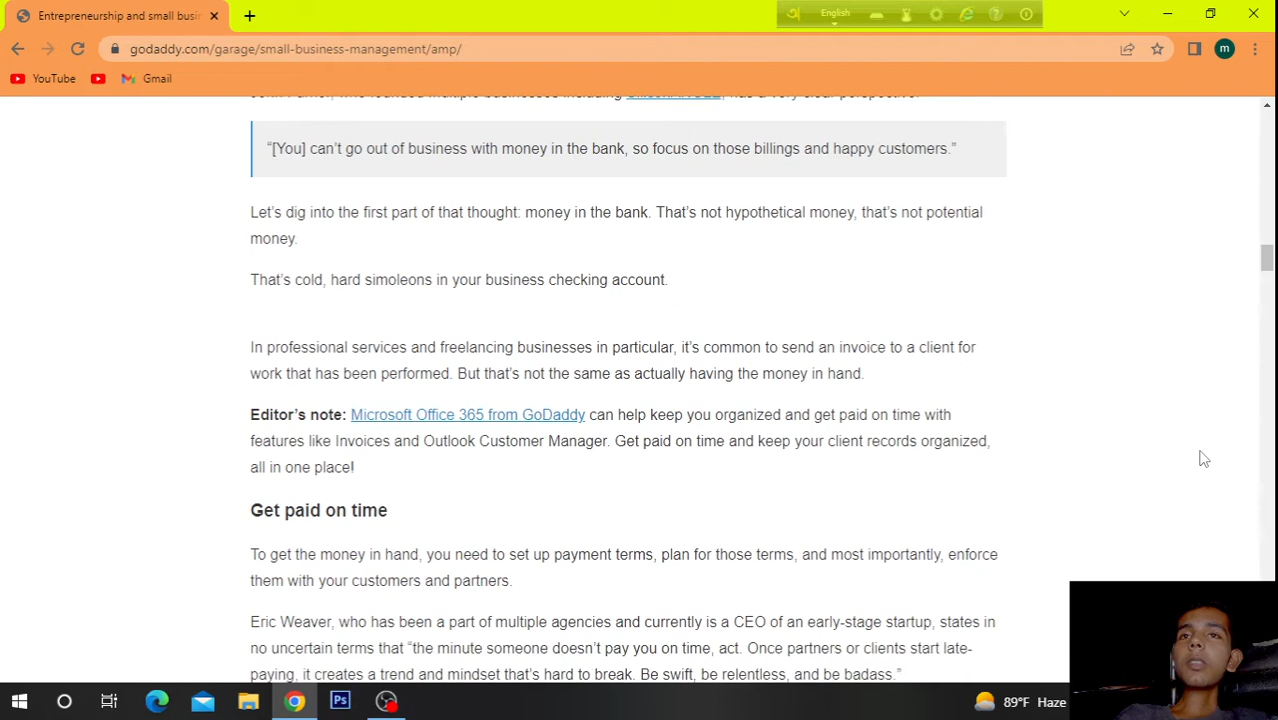 Entrepreneurship and small busin
English
godaddy.com/garage/small-business-management/amp/
m
YouTube
Gmail
“[You] can’t go out of business with money in the bank, so focus on those billings and happy customers.”
Let’s dig into the first part of that thought: money in the bank. That’s not hypothetical money, that’s not potential
money.
That’s cold, hard simoleons in your business checking account.
In professional services and freelancing businesses in particular, it’s common to send an invoice to a client for
work that has been performed. But that’s not the same as actually having the money in hand.
Editor’s note: Microsoft Office 365 from GoDaddy can help keep you organized and get paid on time with
features like Invoices and Outlook Customer Manager. Get paid on time and keep your client records organized,
all in one place!
Get paid on time
To get the money in hand, you need to set up payment terms, plan for those terms, and most importantly, enforce
them with your customers and partners.
Eric Weaver, who has been a part of multiple agencies and currently is a CEO of an early-stage startup, states in
no uncertain terms that “the minute someone doesn’t pay you on time, act. Once partners or clients start late-
paying, it creates a trend and mindset that’s hard to break. Be swift, be relentless, and be badass.”
Ps
89°F Haze